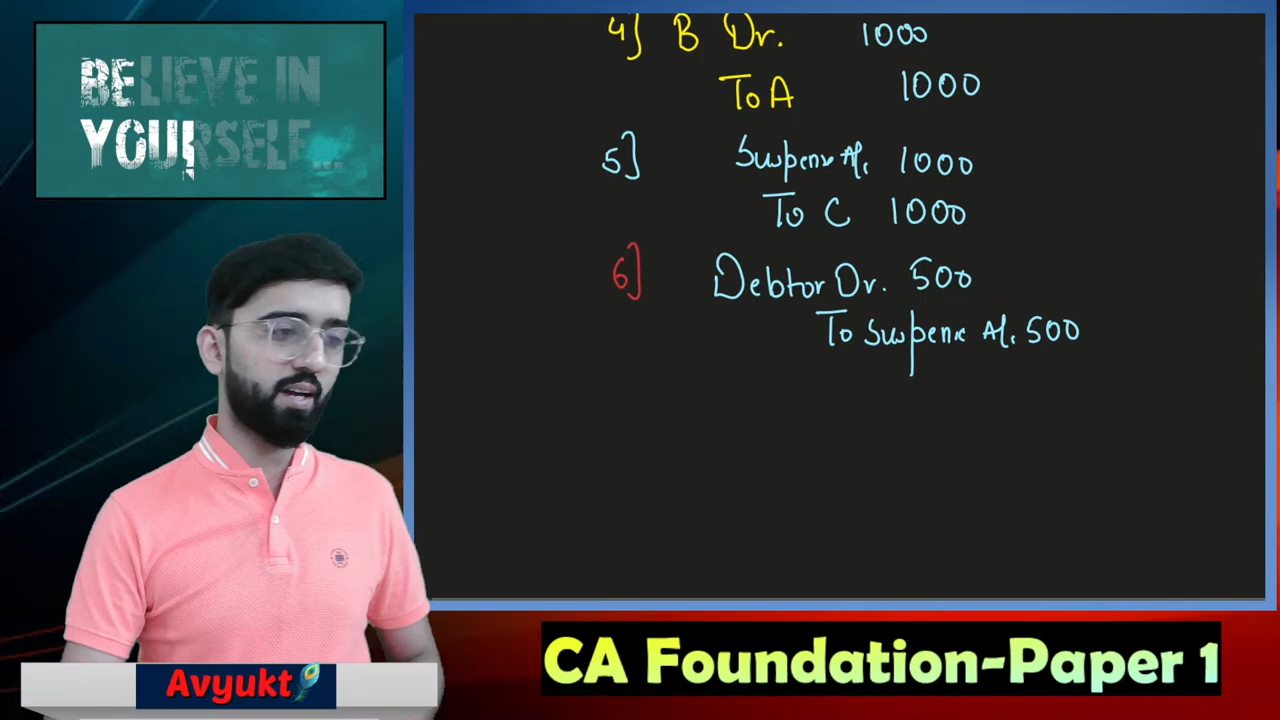 BELIEVE IN
YOURSELF...
4] B Dr. 1000
To A 1000
5] Suspense A/c. 1000
To C 1000
6] Debtor Dr. 500
To Suspense A/c. 500
Avyukt
CA Foundation-Paper 1